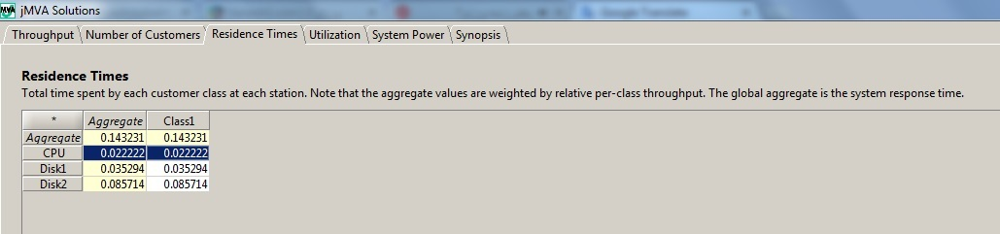 MVA jMVA Solutions
Google Translate
Throughput Number of Customers Residence Times Utilization System Power Synopsis
Residence Times
Total time spent by each customer class at each station. Note that the aggregate values are weighted by relative per-class throughput. The global aggregate is the system response time.
* Aggregate Class1
Aggregate 0.143231 0.143231
CPU 0.022222 0.022222
Disk1 0.035294 0.035294
Disk2 0.085714 0.085714